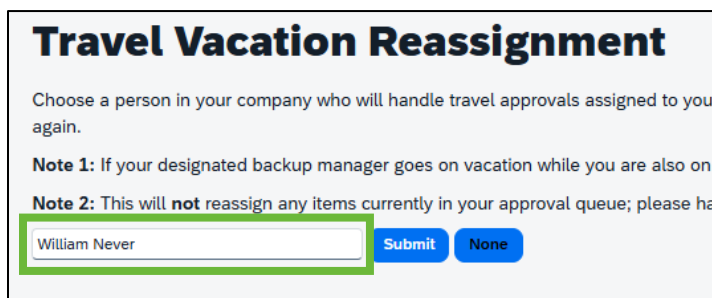 Travel Vacation Reassignment
Choose a person in your company who will handle travel approvals assigned to you
again.
Note 1: If your designated backup manager goes on vacation while you are also on
Note 2: This will not reassign any items currently in your approval queue; please ha
William Never Submit None